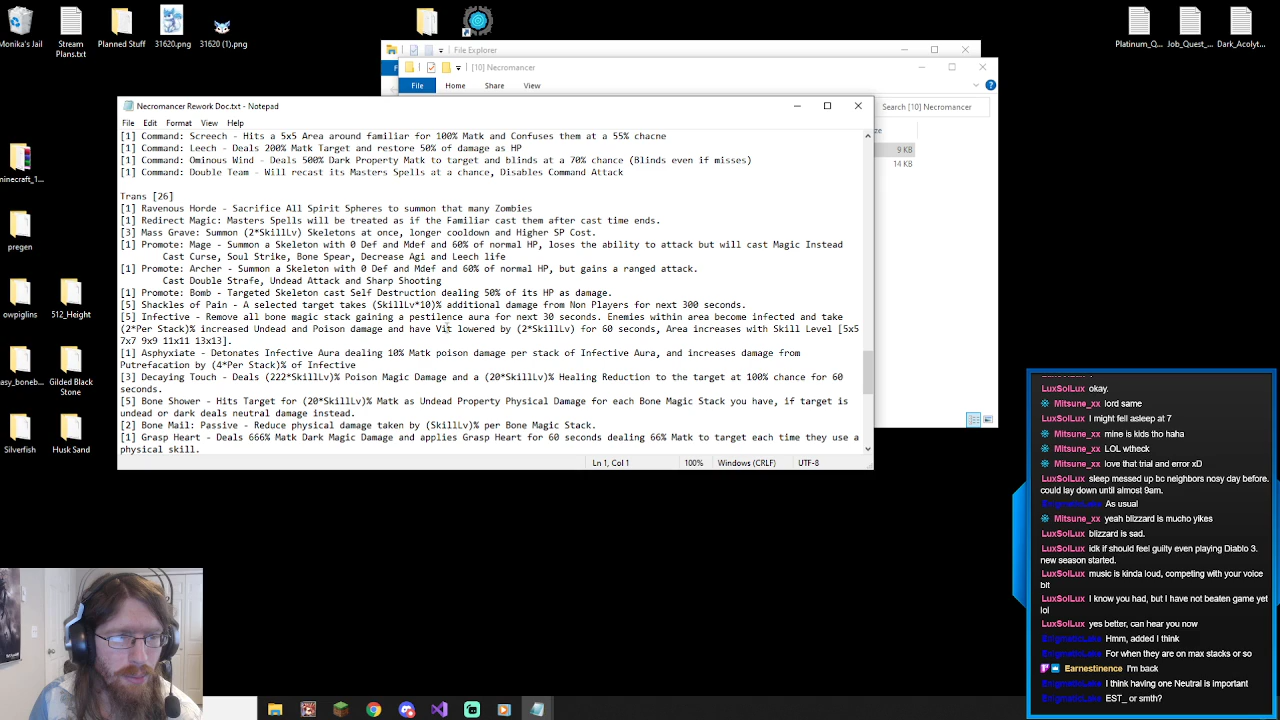 Monika's Jail
Stream Plans.txt
Planned Stuff
31620.png
31620 (1).png
Platinum_Q...
Job_Quest_...
Dark_Acolyt...
minecraft_1...
pregen
owpiglins
512_Height
Gilded Black Stone
Silverfish
Husk Sand
File Explorer
[10] Necromancer
File
Home
Share
View
Search [10] Necromancer
9 KB
14 KB
Necromancer Rework Doc.txt - Notepad
File Edit Format View Help
[1] Command: Screech - Hits a 5x5 Area around familiar for 100% Matk and Confuses them at a 55% chacne
[1] Command: Leech - Deals 200% Matk Target and restore 50% of damage as HP
[1] Command: Ominous Wind - Deals 500% Dark Property Matk to target and blinds at a 70% chance (Blinds even if misses)
[1] Command: Double Team - Will recast its Masters Spells at a chance, Disables Command Attack
Trans [26]
[1] Ravenous Horde - Sacrifice All Spirit Spheres to summon that many Zombies
[1] Redirect Magic: Masters Spells will be treated as if the Familiar cast them after cast time ends.
[3] Mass Grave: Summon (2*SkillLv) Skeletons at once, longer cooldown and Higher SP Cost.
[1] Promote: Mage - Summon a Skeleton with 0 Def and Mdef and 60% of normal HP, loses the ability to attack but will cast Magic Instead
Cast Curse, Soul Strike, Bone Spear, Decrease Agi and Leech life
[1] Promote: Archer - Summon a Skeleton with 0 Def and Mdef and 60% of normal HP, but gains a ranged attack.
Cast Double Strafe, Undead Attack and Sharp Shooting
[1] Promote: Bomb - Targeted Skeleton cast Self Destruction dealing 50% of its HP as damage.
[5] Shackles of Pain - A selected target takes (SkillLv*10)% additional damage from Non Players for next 300 seconds.
[5] Infective - Remove all bone magic stack gaining a pestilence aura for next 30 seconds. Enemies within area become infected and take
(2*Per Stack)% increased Undead and Poison damage and have Vit lowered by (2*SkillLv) for 60 seconds, Area increases with Skill Level [5x5
7x7 9x9 11x11 13x13].
[1] Asphyxiate - Detonates Infective Aura dealing 10% Matk poison damage per stack of Infective Aura, and increases damage from
Putrefacation by (4*Per Stack)% of Infective
[3] Decaying Touch - Deals (222*SkillLv)% Poison Magic Damage and a (20*SkillLv)% Healing Reduction to the target at 100% chance for 60
seconds.
[5] Bone Shower - Hits Target for (20*SkillLv)% Matk as Undead Property Physical Damage for each Bone Magic Stack you have, if target is
undead or dark deals neutral damage instead.
[2] Bone Mail: Passive - Reduce physical damage taken by (SkillLv)% per Bone Magic Stack.
[1] Grasp Heart - Deals 666% Matk Dark Magic Damage and applies Grasp Heart for 60 seconds dealing 66% Matk to target each time they use a
physical skill.
Ln 1, Col 1
100%
Windows (CRLF)
UTF-8
LuxSolLux okay.
Mitsune_xx lord same
LuxSolLux I might fell asleep at 7
Mitsune_xx mine is kids tho haha
Mitsune_xx LOL wtheck
Mitsune_xx love that trial and error xD
LuxSolLux sleep messed up bc neighbors nosy day before.
could lay down until almost 9am.
EnigmaticLane As usual
Mitsune_xx yeah blizzard is mucho yikes
LuxSolLux blizzard is sad.
LuxSolLux idk if should feel guilty even playing Diablo 3.
new season started.
LuxSolLux music is kinda loud, competing with your voice
bit
LuxSolLux I know you had, but I have not beaten game yet
lol
LuxSolLux yes better, can hear you now
Hmm, added I think
For when they are on max stacks or so
Earnestinence I'm back
I think having one Neutral is important
EST_ or smth?